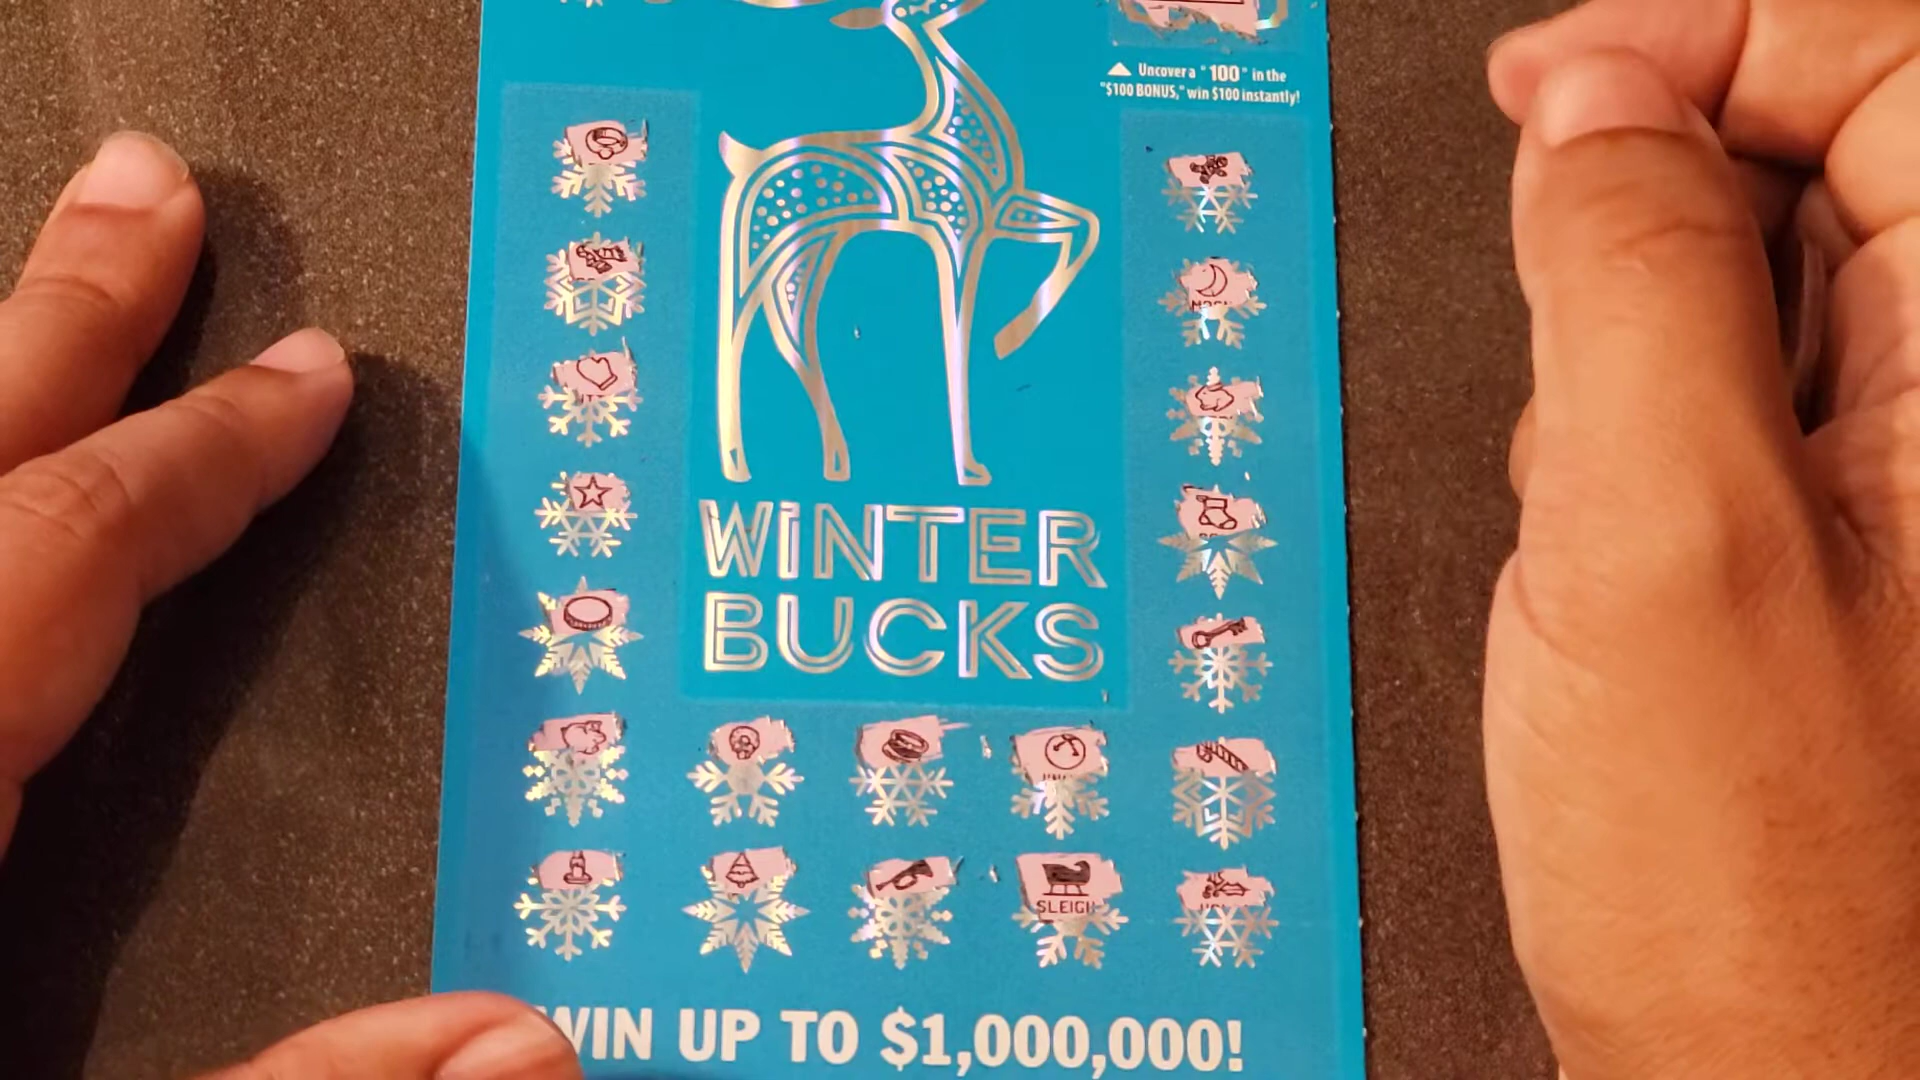 Uncover a "100" in the
"$100 BONUS," win $100 instantly!
WINTER
BUCKS
SLEIGH
WIN UP TO $1,000,000!